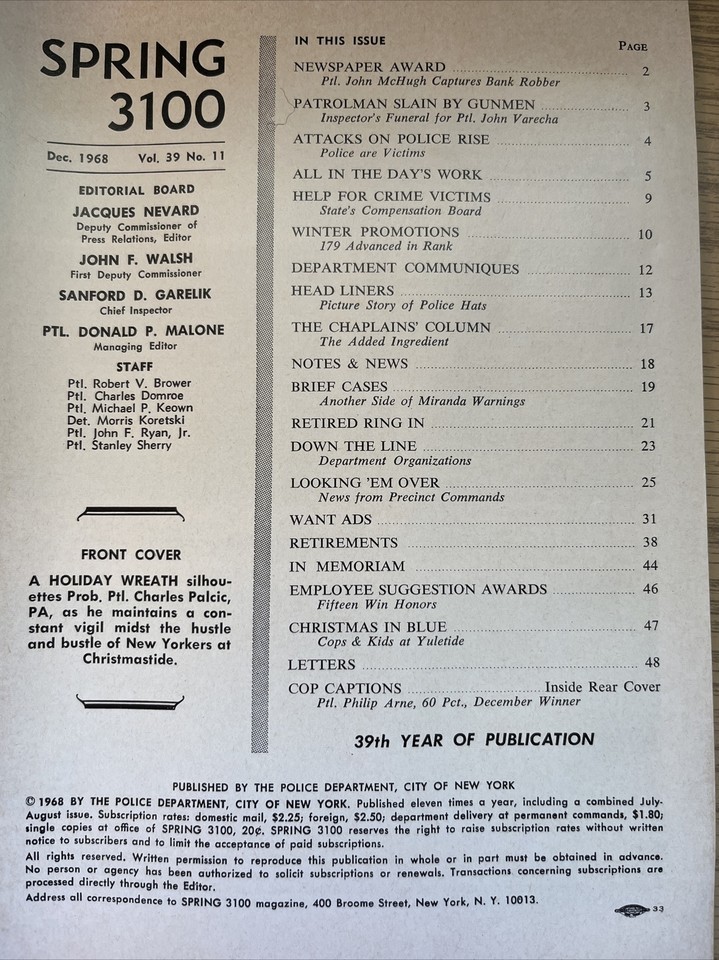 SPRING
3100
Dec. 1968 Vol. 39 No. 11
EDITORIAL BOARD
JACQUES NEVARD
Deputy Commissioner of
Press Relations, Editor
JOHN F. WALSH
First Deputy Commissioner
SANFORD D. GARELIK
Chief Inspector
PTL. DONALD P. MALONE
Managing Editor
STAFF
Ptl. Robert V. Brower
Ptl. Charles Domroe
Ptl. Michael P. Keown
Det. Morris Koretski
Ptl. John F. Ryan, Jr.
Ptl. Stanley Sherry
FRONT COVER
A HOLIDAY WREATH silhou-
ettes Prob. Ptl. Charles Palcic,
PA, as he maintains a con-
stant vigil midst the hustle
and bustle of New Yorkers at
Christmastide.
IN THIS ISSUE PAGE
NEWSPAPER AWARD 2
Ptl. John McHugh Captures Bank Robber
PATROLMAN SLAIN BY GUNMEN 3
Inspector's Funeral for Ptl. John Varecha
ATTACKS ON POLICE RISE 4
Police are Victims
ALL IN THE DAY'S WORK 5
HELP FOR CRIME VICTIMS 9
State's Compensation Board
WINTER PROMOTIONS 10
179 Advanced in Rank
DEPARTMENT COMMUNIQUES 12
HEAD LINERS 13
Picture Story of Police Hats
THE CHAPLAINS' COLUMN 17
The Added Ingredient
NOTES & NEWS 18
BRIEF CASES 19
Another Side of Miranda Warnings
RETIRED RING IN 21
DOWN THE LINE 23
Department Organizations
LOOKING 'EM OVER 25
News from Precinct Commands
WANT ADS 31
RETIREMENTS 38
IN MEMORIAM 44
EMPLOYEE SUGGESTION AWARDS 46
Fifteen Win Honors
CHRISTMAS IN BLUE 47
Cops & Kids at Yuletide
LETTERS 48
COP CAPTIONS Inside Rear Cover
Ptl. Philip Arne, 60 Pct., December Winner
39th YEAR OF PUBLICATION
PUBLISHED BY THE POLICE DEPARTMENT, CITY OF NEW YORK
© 1968 BY THE POLICE DEPARTMENT, CITY OF NEW YORK. Published eleven times a year, including a combined July-
August issue. Subscription rates: domestic mail, $2.25; foreign, $2.50; department delivery at permanent commands, $1.80;
single copies at office of SPRING 3100, 20¢. SPRING 3100 reserves the right to raise subscription rates without written
notice to subscribers and to limit the acceptance of paid subscriptions.
All rights reserved. Written permission to reproduce this publication in whole or in part must be obtained in advance.
No person or agency has been authorized to solicit subscriptions or renewals. Transactions concerning subscriptions are
processed directly through the Editor.
Address all correspondence to SPRING 3100 magazine, 400 Broome Street, New York, N. Y. 10013.
33